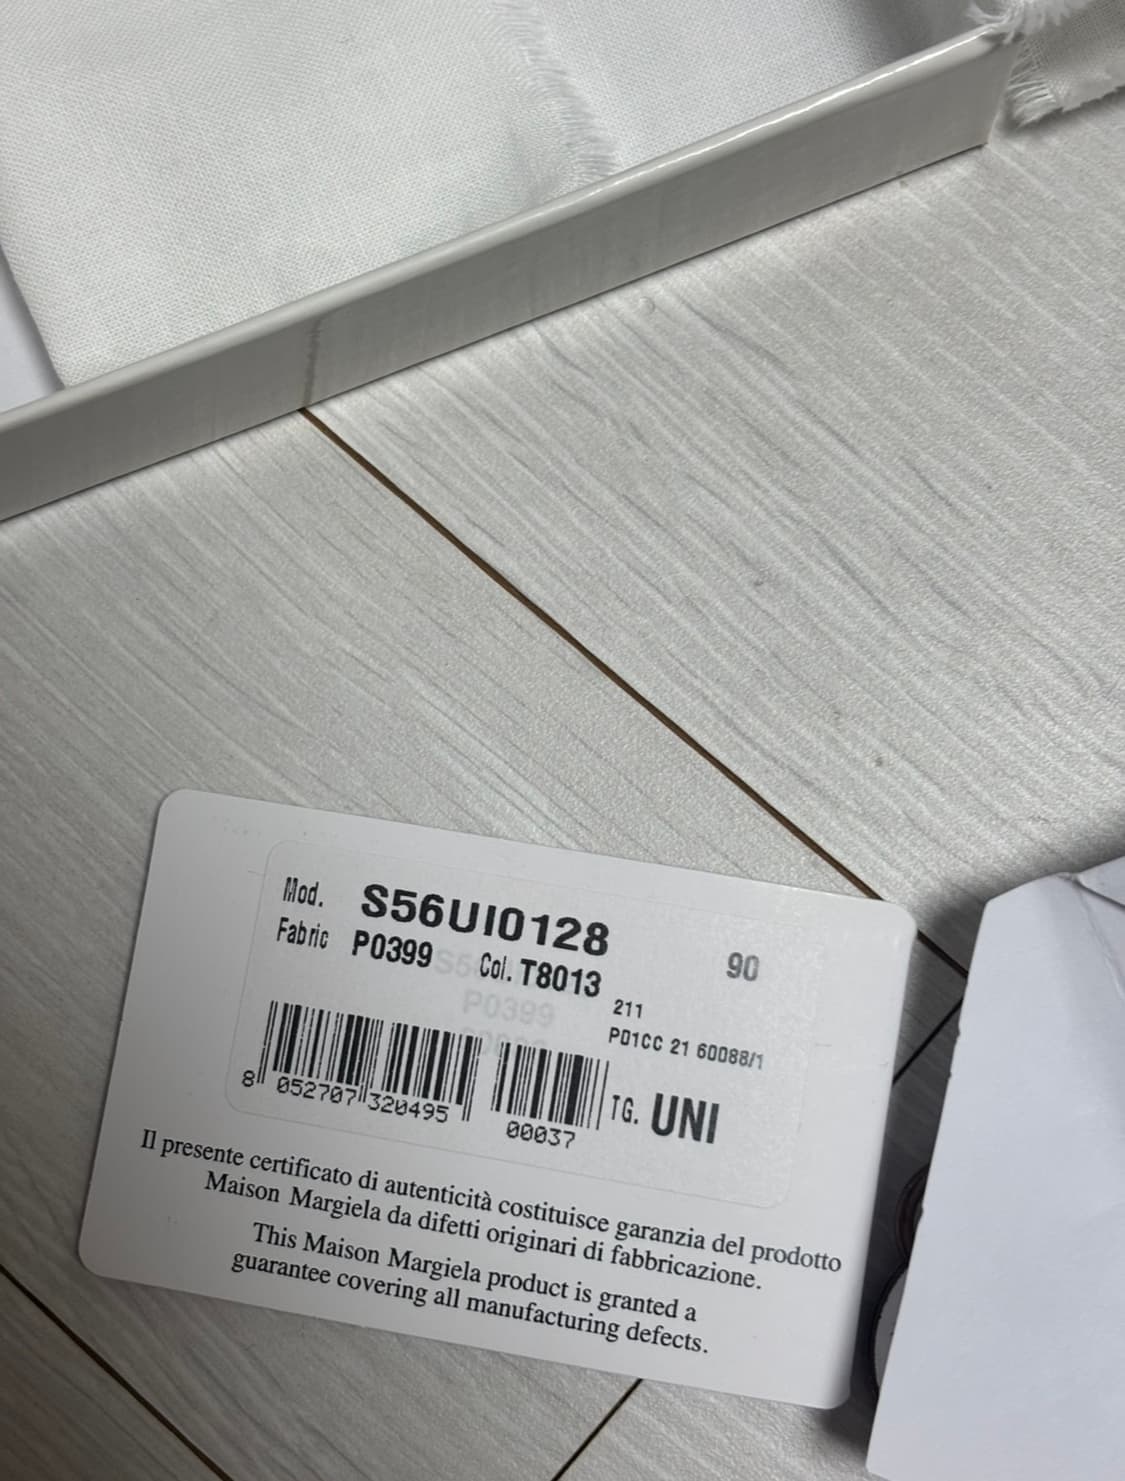 Mod. S56UI0128 90
Fabric P0399 Col. T8013
211
P01CC 21 60088/1
8 052707 320495 00037 TG. UNI
P0399
Il presente certificato di autenticità costituisce garanzia del prodotto
Maison Margiela da difetti originari di fabbricazione.
This Maison Margiela product is granted a
guarantee covering all manufacturing defects.